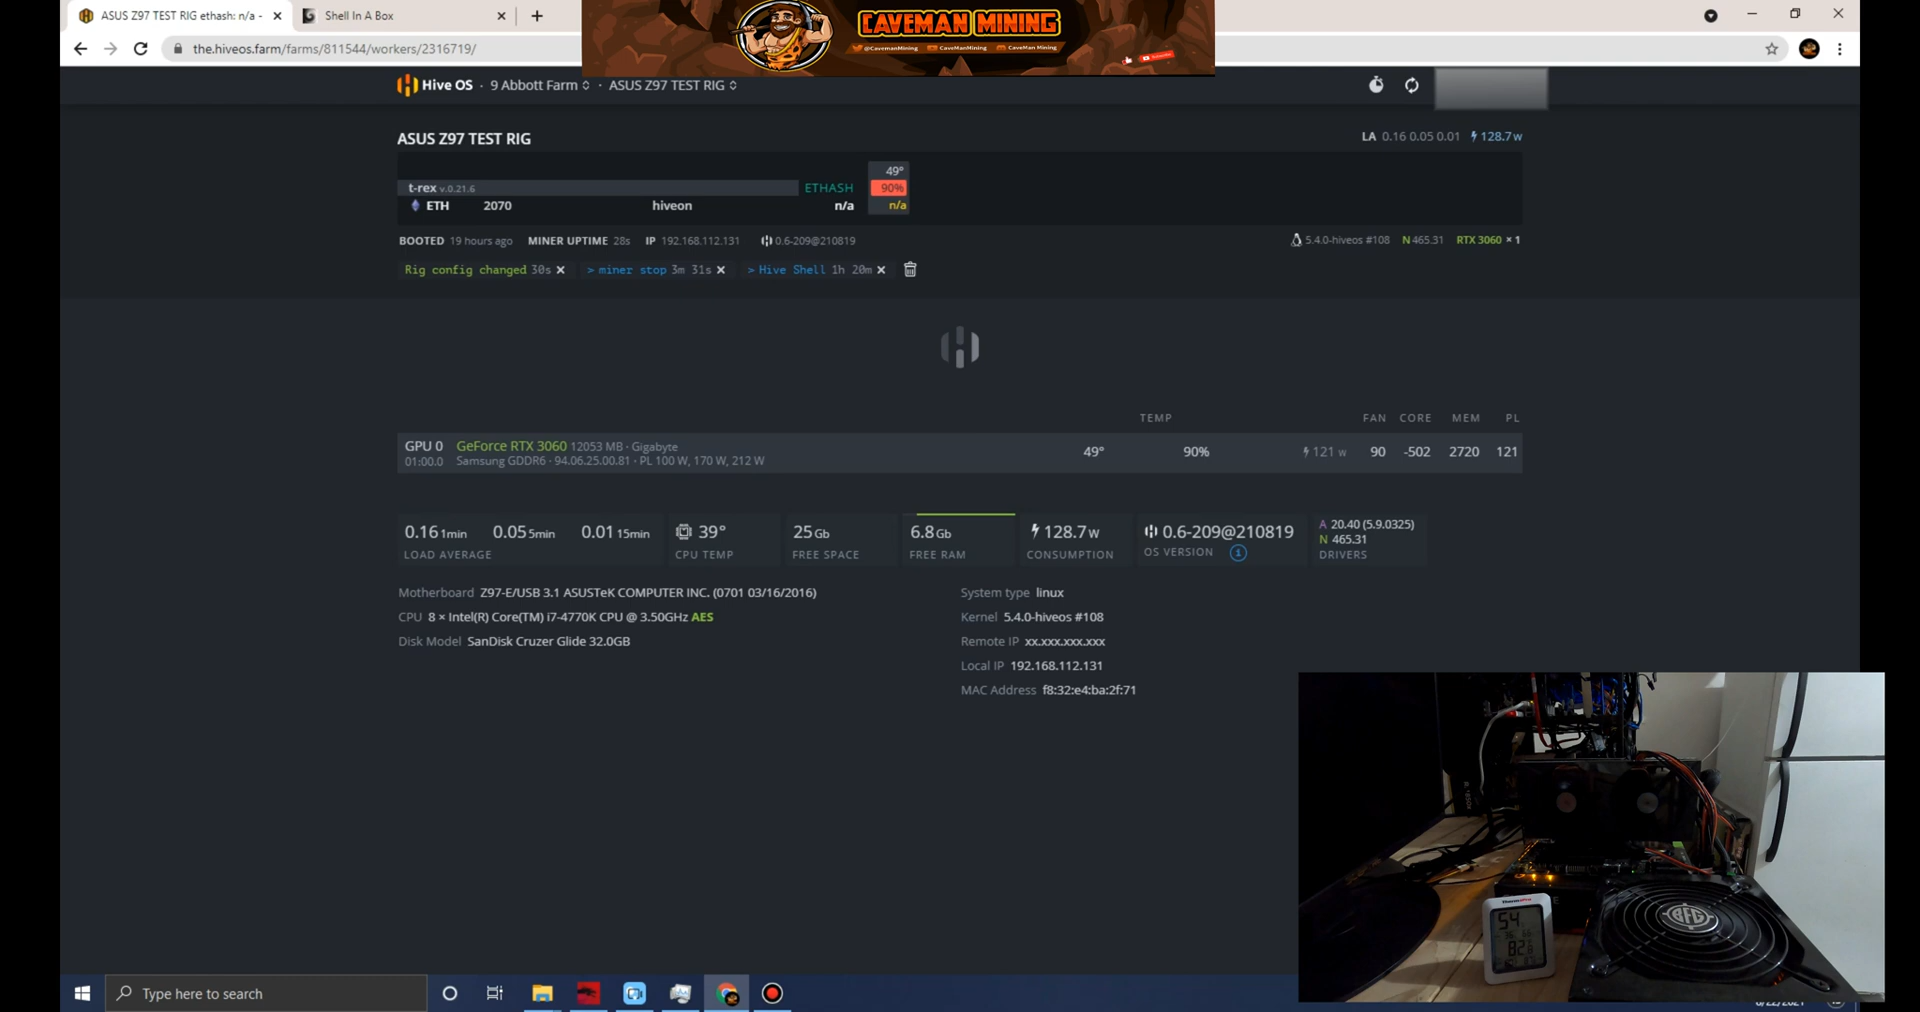 ASUS Z97 TEST RIG ethash: n/a -
Shell In A Box
the.hiveos.farm/farms/811544/workers/2316719/
CAVEMAN MINING
@CavemanMining CaveManMining CaveMan Mining
Hive OS · 9 Abbott Farm · ASUS Z97 TEST RIG
ASUS Z97 TEST RIG
LA 0.16 0.05 0.01 128.7 w
49°
t-rex v.0.21.6 ETHASH 90%
ETH 2070 hiveon n/a n/a
BOOTED 19 hours ago MINER UPTIME 28s IP 192.168.112.131 0.6-209@210819
5.4.0-hiveos #108 N 465.31 RTX 3060 × 1
Rig config changed 30s × > miner stop 3m 31s × > Hive Shell 1h 20m ×
TEMP FAN CORE MEM PL
GPU 0 GeForce RTX 3060 12053 MB · Gigabyte
01:00.0 Samsung GDDR6 · 94.06.25.00.81 · PL 100 W, 170 W, 212 W
49° 90% 121 w 90 -502 2720 121
0.16 1min 0.05 5min 0.01 15min
LOAD AVERAGE
39°
CPU TEMP
25 Gb
FREE SPACE
6.8 Gb
FREE RAM
128.7 w
CONSUMPTION
0.6-209@210819
OS VERSION
A 20.40 (5.9.0325)
N 465.31
DRIVERS
Motherboard Z97-E/USB 3.1 ASUSTeK COMPUTER INC. (0701 03/16/2016)
CPU 8 × Intel(R) Core(TM) i7-4770K CPU @ 3.50GHz AES
Disk Model SanDisk Cruzer Glide 32.0GB
System type linux
Kernel 5.4.0-hiveos #108
Remote IP xx.xxx.xxx.xxx
Local IP 192.168.112.131
MAC Address f8:32:e4:ba:2f:71
ThermoPro
54
82
BFG
Type here to search